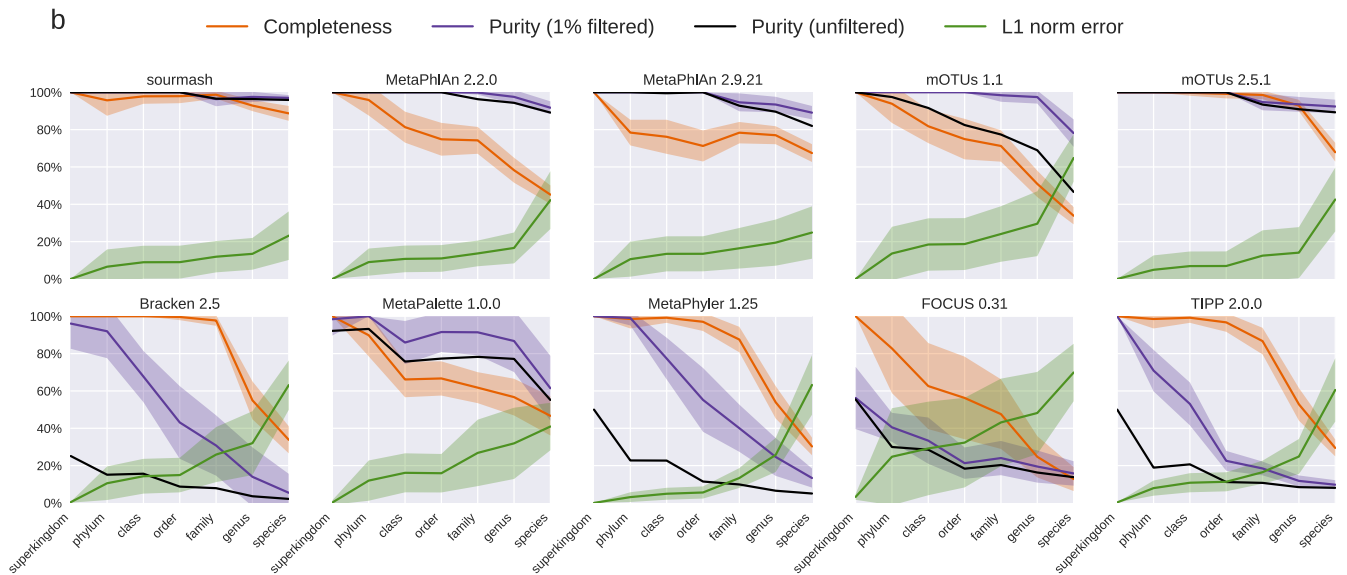 b
Completeness Purity (1% filtered) Purity (unfiltered) L1 norm error
sourmash MetaPhlAn 2.2.0 MetaPhlAn 2.9.21 mOTUs 1.1 mOTUs 2.5.1
100%
80%
60%
40%
20%
0%
Bracken 2.5 MetaPalette 1.0.0 MetaPhyler 1.25 FOCUS 0.31 TIPP 2.0.0
100%
80%
60%
40%
20%
0%
superkingdom phylum class order family genus species superkingdom phylum class order family genus species superkingdom phylum class order family genus species superkingdom phylum class order family genus species superkingdom phylum class order family genus species